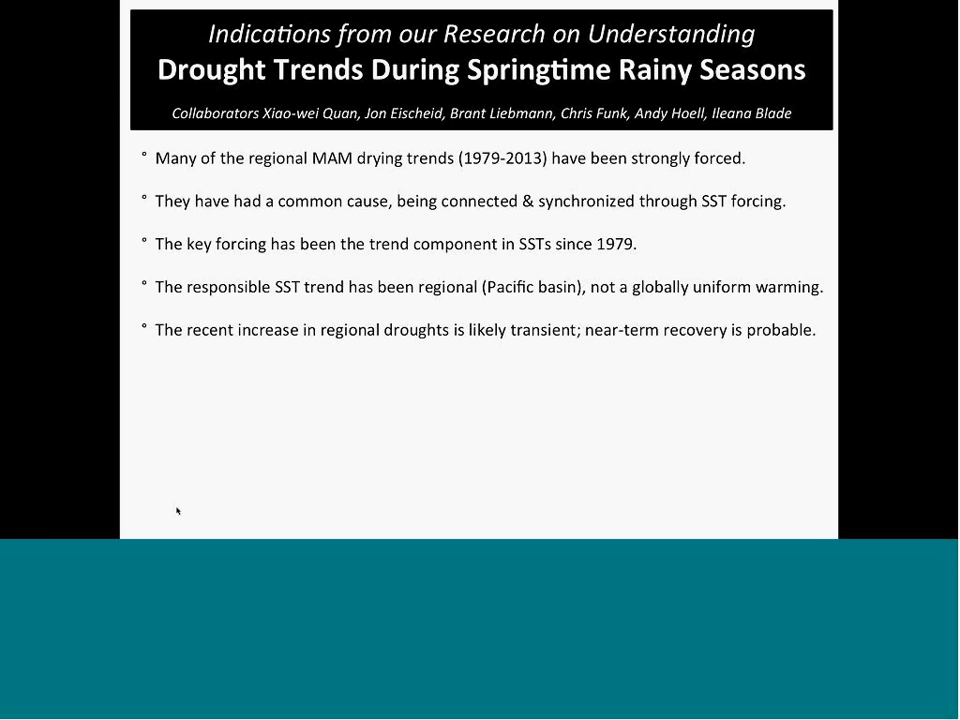 Indications from our Research on Understanding
Drought Trends During Springtime Rainy Seasons
Collaborators Xiao-wei Quan, Jon Eischeid, Brant Liebmann, Chris Funk, Andy Hoell, Ileana Blade
° Many of the regional MAM drying trends (1979-2013) have been strongly forced.
° They have had a common cause, being connected & synchronized through SST forcing.
° The key forcing has been the trend component in SSTs since 1979.
° The responsible SST trend has been regional (Pacific basin), not a globally uniform warming.
° The recent increase in regional droughts is likely transient; near-term recovery is probable.